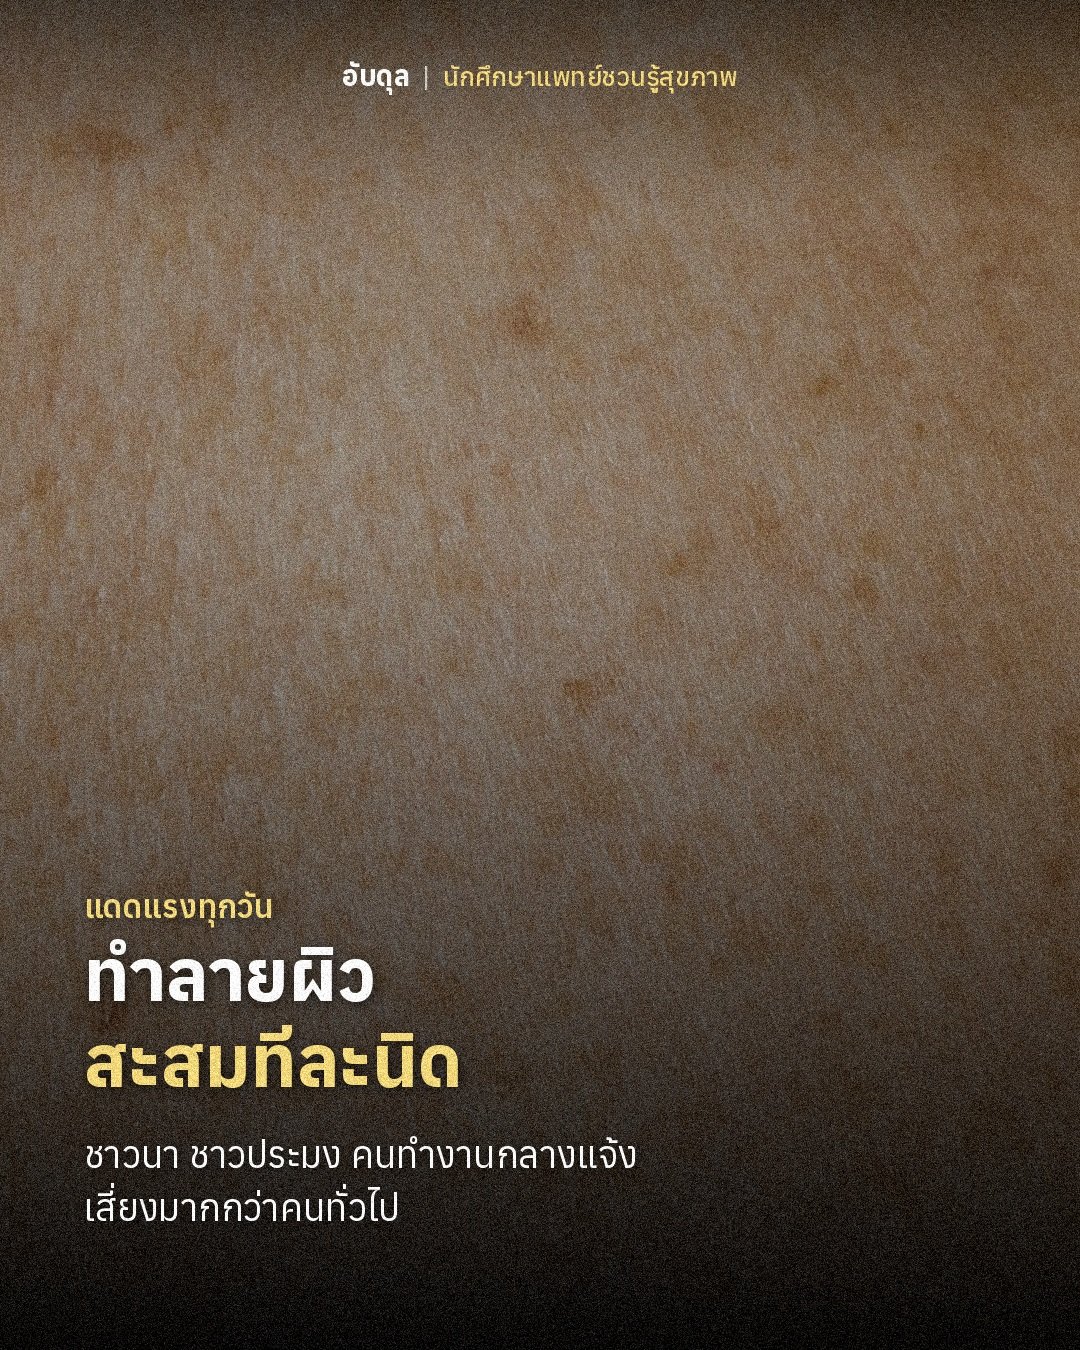 อับดุล | นักศึกษาแพทย์ชวนรู้สุขภาพ
แดดแรงทุกวัน
ทำลายผิว
สะสมทีละนิด
ชาวนา ชาวประมง คนทำงานกลางแจ้ง
เสี่ยงมากกว่าคนทั่วไป